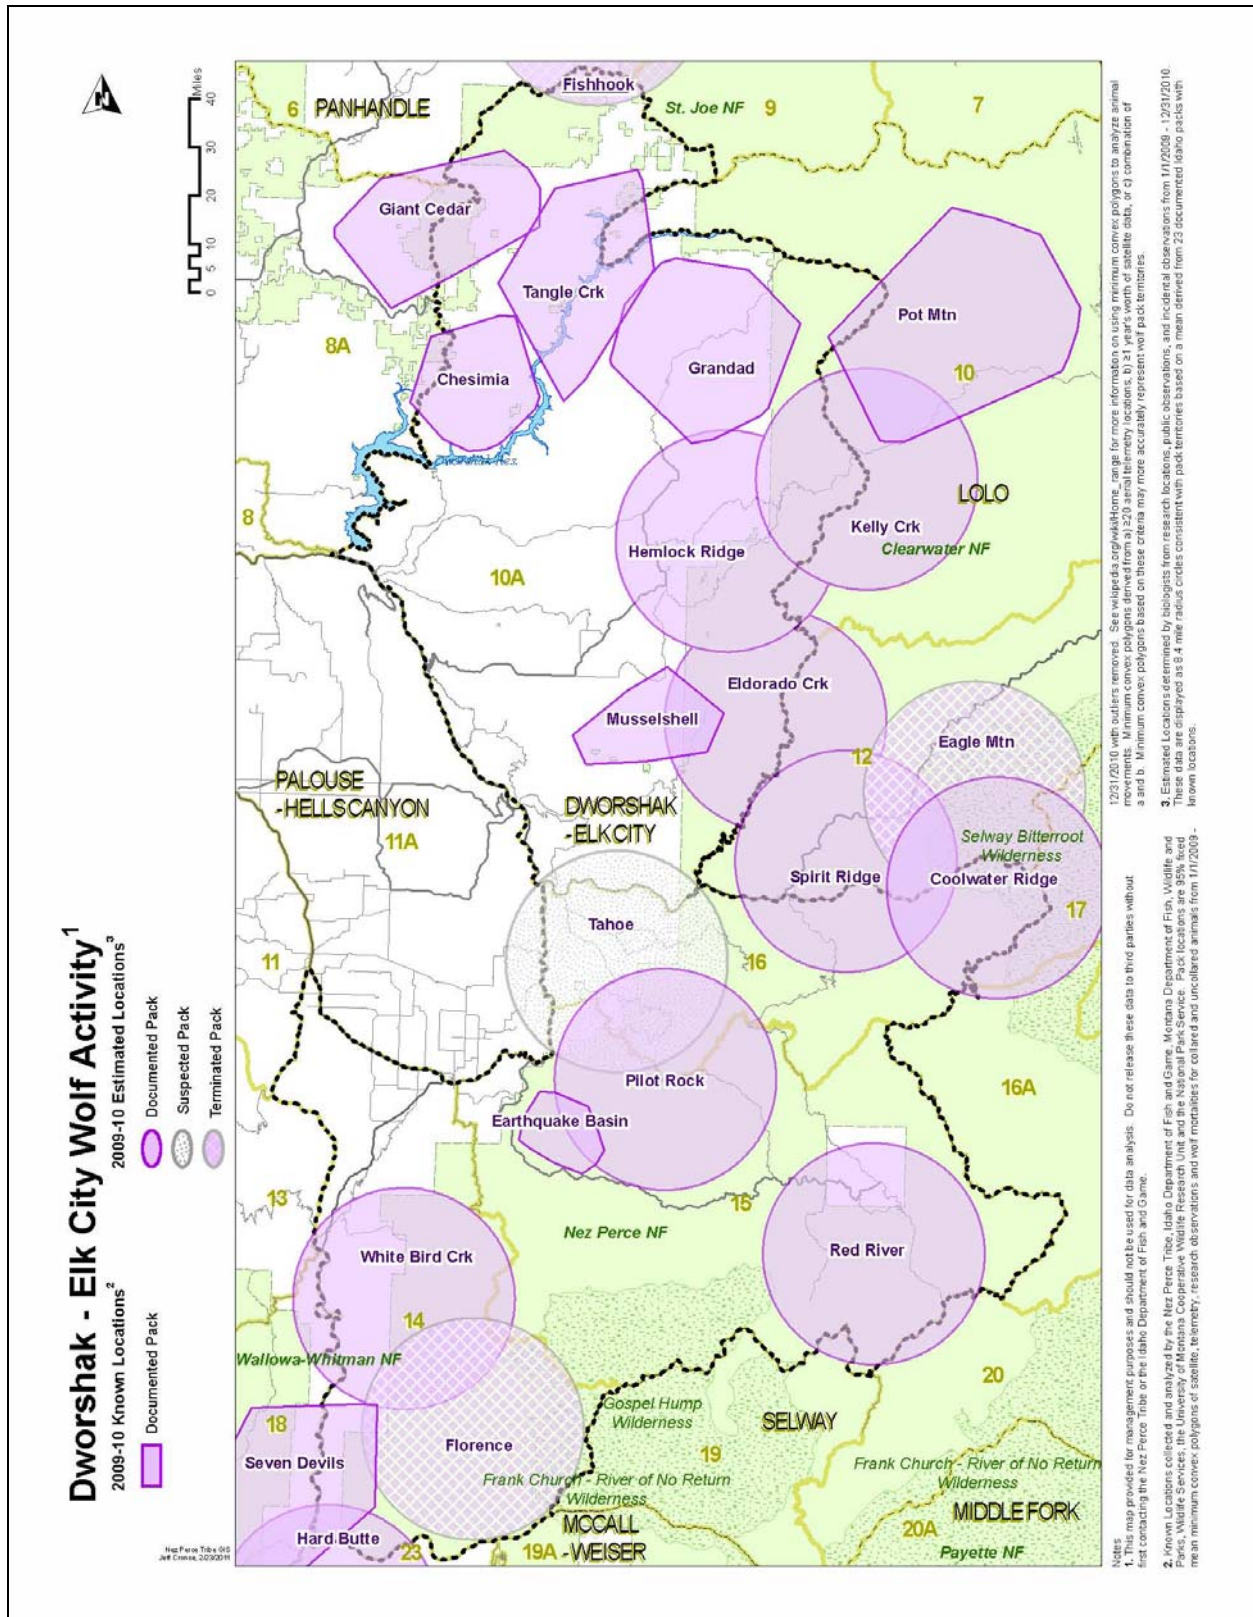 Dworshak - Elk City Wolf Activity1
2009-10 Known Locations2
Documented Pack
2009-10 Estimated Locations3
Documented Pack
Suspected Pack
Terminated Pack
N
0 5 10 20 30 40
Miles
Nez Perce Tribe GIS
Jeff Cronce, 2/23/2011
6
PANHANDLE
Fishhook
St. Joe NF
9
7
Giant Cedar
Tangle Crk
8A
Chesimia
Grandad
Pot Mtn
10
8
Kelly Crk
LOLO
Clearwater NF
Hemlock Ridge
10A
Eldorado Crk
Musselshell
Eagle Mtn
12
PALOUSE
-HELLS CANYON
DWORSHAK
-ELK CITY
11A
Selway Bitterroot
Wilderness
Spirit Ridge
Coolwater Ridge
17
Tahoe
11
16
Pilot Rock
Earthquake Basin
16A
13
15
Nez Perce NF
White Bird Crk
Red River
14
Wallowa-Whitman NF
20
Gospel Hump
Wilderness
SELWAY
18
Florence
19
Seven Devils
Frank Church - River of No Return
Wilderness
Frank Church - River of No Return
Wilderness
MIDDLE FORK
MCCALL
-WEISER
Hard Butte
23
19A
20A
Payette NF
Notes
1. This map provided for management purposes and should not be used for data analysis. Do not release these data to third parties without
first contacting the Nez Perce Tribe or the Idaho Department of Fish and Game.
2. Known Locations collected and analyzed by the Nez Perce Tribe, Idaho Department of Fish and Game, Montana Department of Fish, Wildlife and
Parks, Wildlife Services, the University of Montana Cooperative Wildlife Research Unit and the National Park Service. Pack locations are 95% fixed
mean minimum convex polygons of satellite, telemetry, research observations and wolf mortalities for collared and uncollared animals from 1/1/2009 -
12/31/2010 with outliers removed. See wikipedia.org/wiki/Home_range for more information on using minimum convex polygons to analyze animal
movements. Minimum convex polygons derived from a) ≥20 aerial telemetry locations, b) ≥1 year's worth of satellite data, or c) combination of
a and b. Minimum convex polygons based on these criteria may more accurately represent wolf pack territories.
3. Estimated Locations determined by biologists from research locations, public observations, and incidental observations from 1/1/2009 - 12/31/2010.
These data are displayed as 8.4 mile radius circles consistent with pack territories based on a mean derived from 23 documented Idaho packs with
known locations.